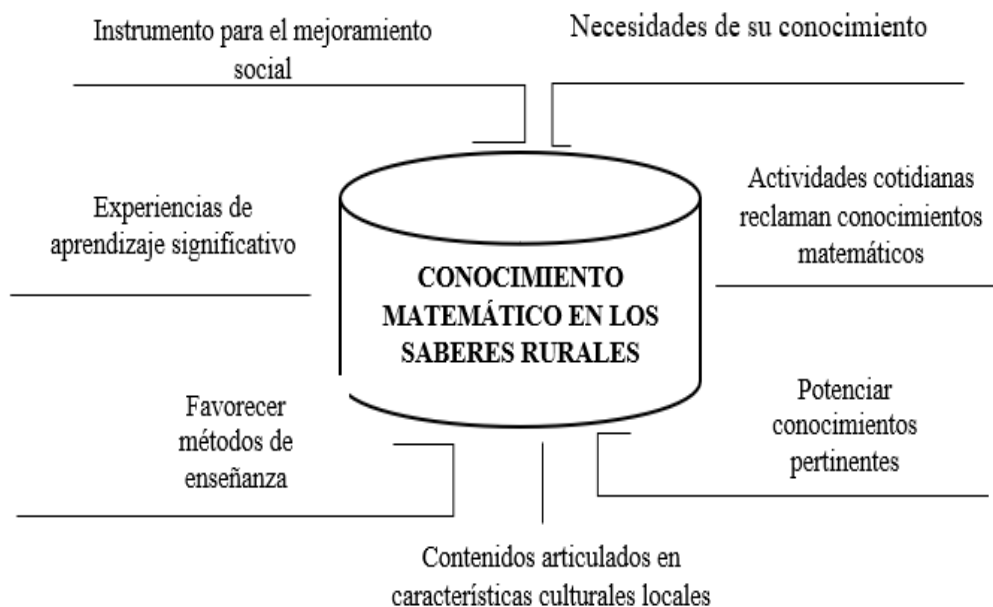 Instrumento para el mejoramiento
social
Necesidades de su conocimiento
Experiencias de
aprendizaje significativo
Actividades cotidianas
reclaman conocimientos
matemáticos
CONOCIMIENTO
MATEMÁTICO EN LOS
SABERES RURALES
Favorecer
métodos de
enseñanza
Potenciar
conocimientos
pertinentes
Contenidos articulados en
características culturales locales